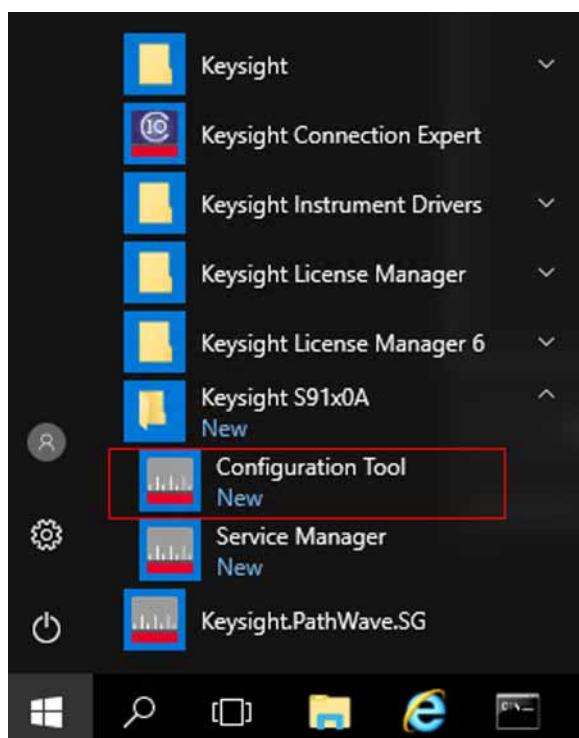 Keysight
Keysight Connection Expert
Keysight Instrument Drivers
Keysight License Manager
Keysight License Manager 6
Keysight S91x0A
New
Configuration Tool
New
Service Manager
New
Keysight.PathWave.SG